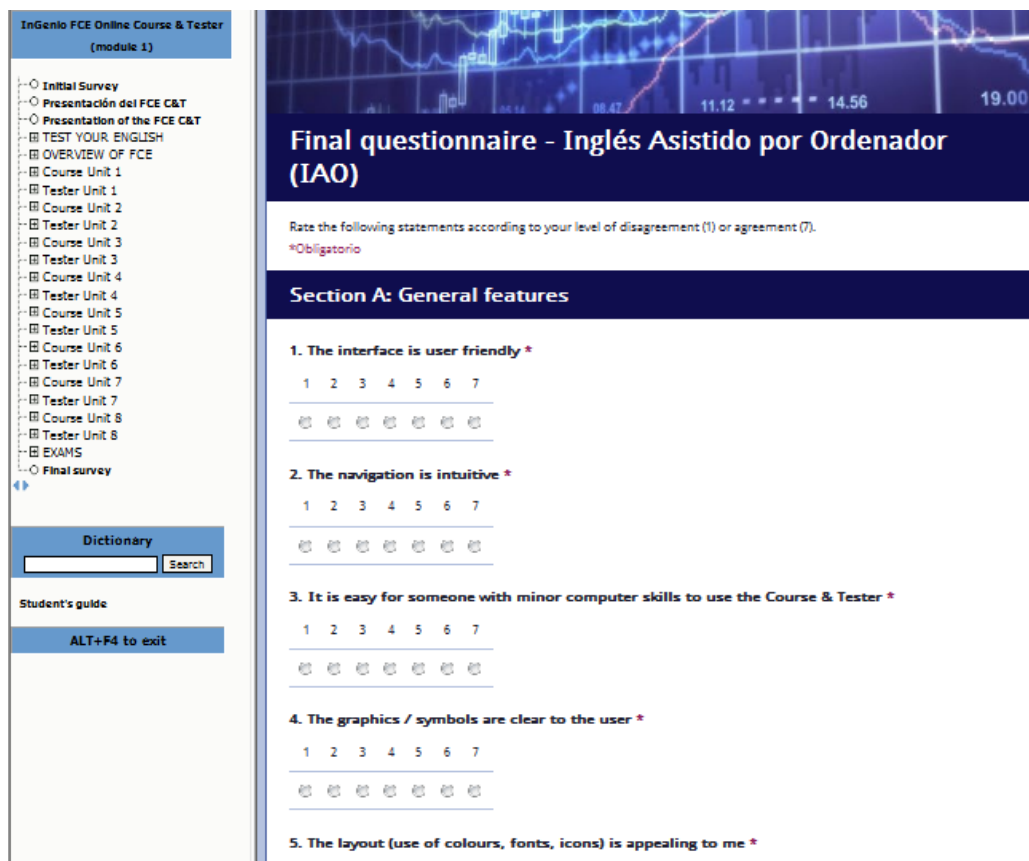 InGenio FCE Online Course & Tester
(module 1)
Initial Survey
Presentación del FCE C&T
Presentation of the FCE C&T
TEST YOUR ENGLISH
OVERVIEW OF FCE
Course Unit 1
Tester Unit 1
Course Unit 2
Tester Unit 2
Course Unit 3
Tester Unit 3
Course Unit 4
Tester Unit 4
Course Unit 5
Tester Unit 5
Course Unit 6
Tester Unit 6
Course Unit 7
Tester Unit 7
Course Unit 8
Tester Unit 8
EXAMS
Final survey
Dictionary
Search
Student's guide
ALT+F4 to exit
05.14 08.47 11.12 14.56 19.00
Final questionnaire - Inglés Asistido por Ordenador
(IAO)
Rate the following statements according to your level of disagreement (1) or agreement (7).
*Obligatorio
Section A: General features
1. The interface is user friendly *
1 2 3 4 5 6 7
2. The navigation is intuitive *
1 2 3 4 5 6 7
3. It is easy for someone with minor computer skills to use the Course & Tester *
1 2 3 4 5 6 7
4. The graphics / symbols are clear to the user *
1 2 3 4 5 6 7
5. The layout (use of colours, fonts, icons) is appealing to me *